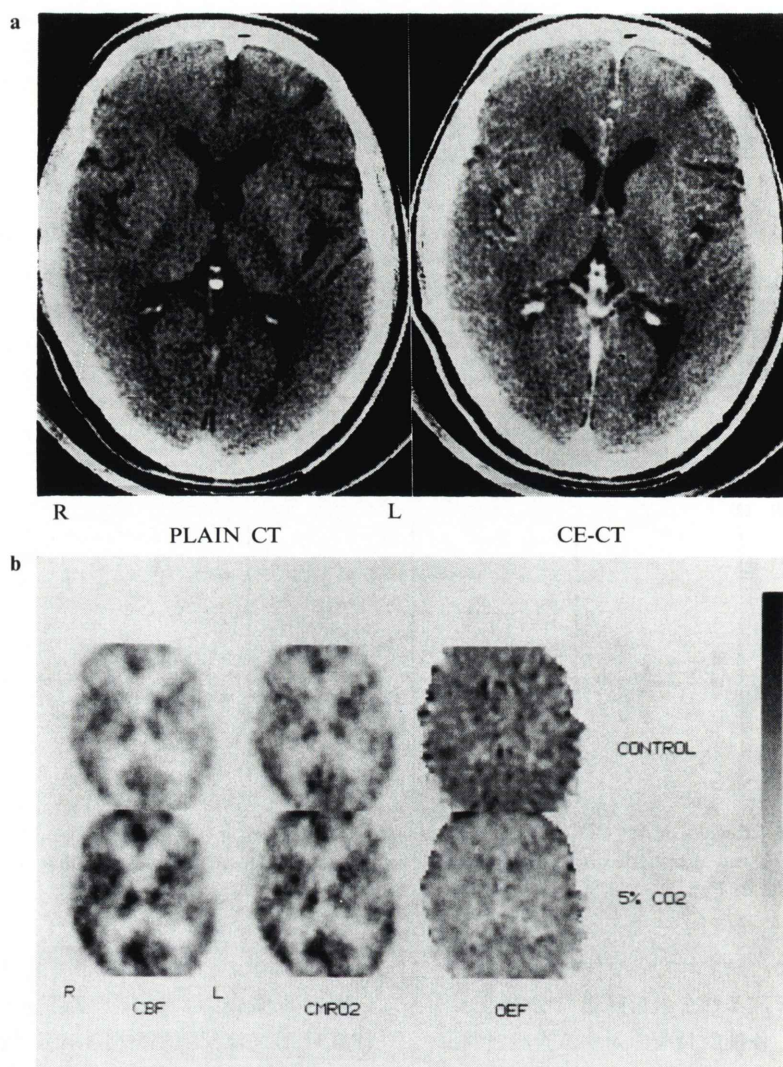 a
R L
PLAIN CT CE-CT
b
CONTROL
5% CO2
R L
CBF CMRO2 OEF